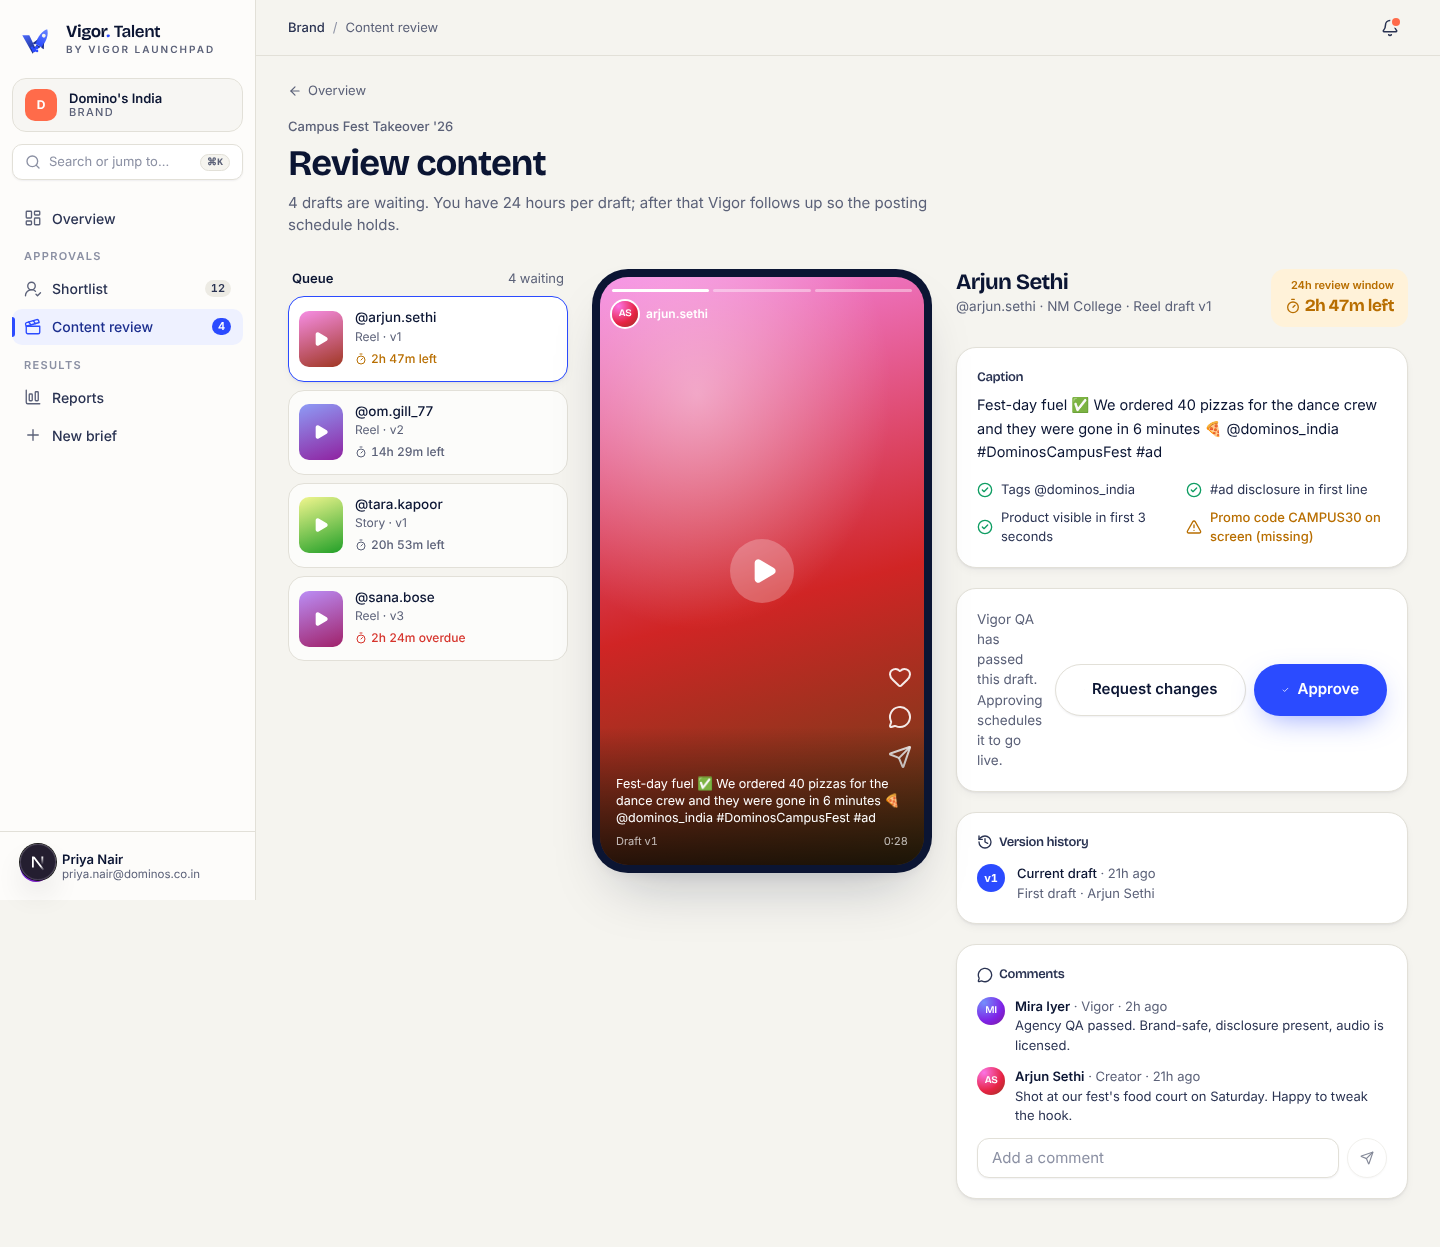 Vigor. Talent
BY VIGOR LAUNCHPAD
D
Domino's India
BRAND
Search or jump to...
⌘K
Overview
APPROVALS
Shortlist
12
Content review
4
RESULTS
Reports
New brief
N
Priya Nair
priya.nair@dominos.co.in
Brand / Content review
Overview
Campus Fest Takeover '26
Review content
4 drafts are waiting. You have 24 hours per draft; after that Vigor follows up so the posting
schedule holds.
Queue
4 waiting
@arjun.sethi
Reel · v1
2h 47m left
@om.gill_77
Reel · v2
14h 29m left
@tara.kapoor
Story · v1
20h 53m left
@sana.bose
Reel · v3
2h 24m overdue
AS
arjun.sethi
Fest-day fuel ✅ We ordered 40 pizzas for the
dance crew and they were gone in 6 minutes 🍕
@dominos_india #DominosCampusFest #ad
Draft v1
0:28
Arjun Sethi
@arjun.sethi · NM College · Reel draft v1
24h review window
2h 47m left
Caption
Fest-day fuel ✅ We ordered 40 pizzas for the dance crew
and they were gone in 6 minutes 🍕 @dominos_india
#DominosCampusFest #ad
Tags @dominos_india
#ad disclosure in first line
Product visible in first 3
seconds
Promo code CAMPUS30 on
screen (missing)
Vigor QA
has
passed
this draft.
Approving
schedules
it to go
live.
Request changes
Approve
Version history
v1
Current draft · 21h ago
First draft · Arjun Sethi
Comments
MI
Mira Iyer · Vigor · 2h ago
Agency QA passed. Brand-safe, disclosure present, audio is
licensed.
AS
Arjun Sethi · Creator · 21h ago
Shot at our fest's food court on Saturday. Happy to tweak
the hook.
Add a comment